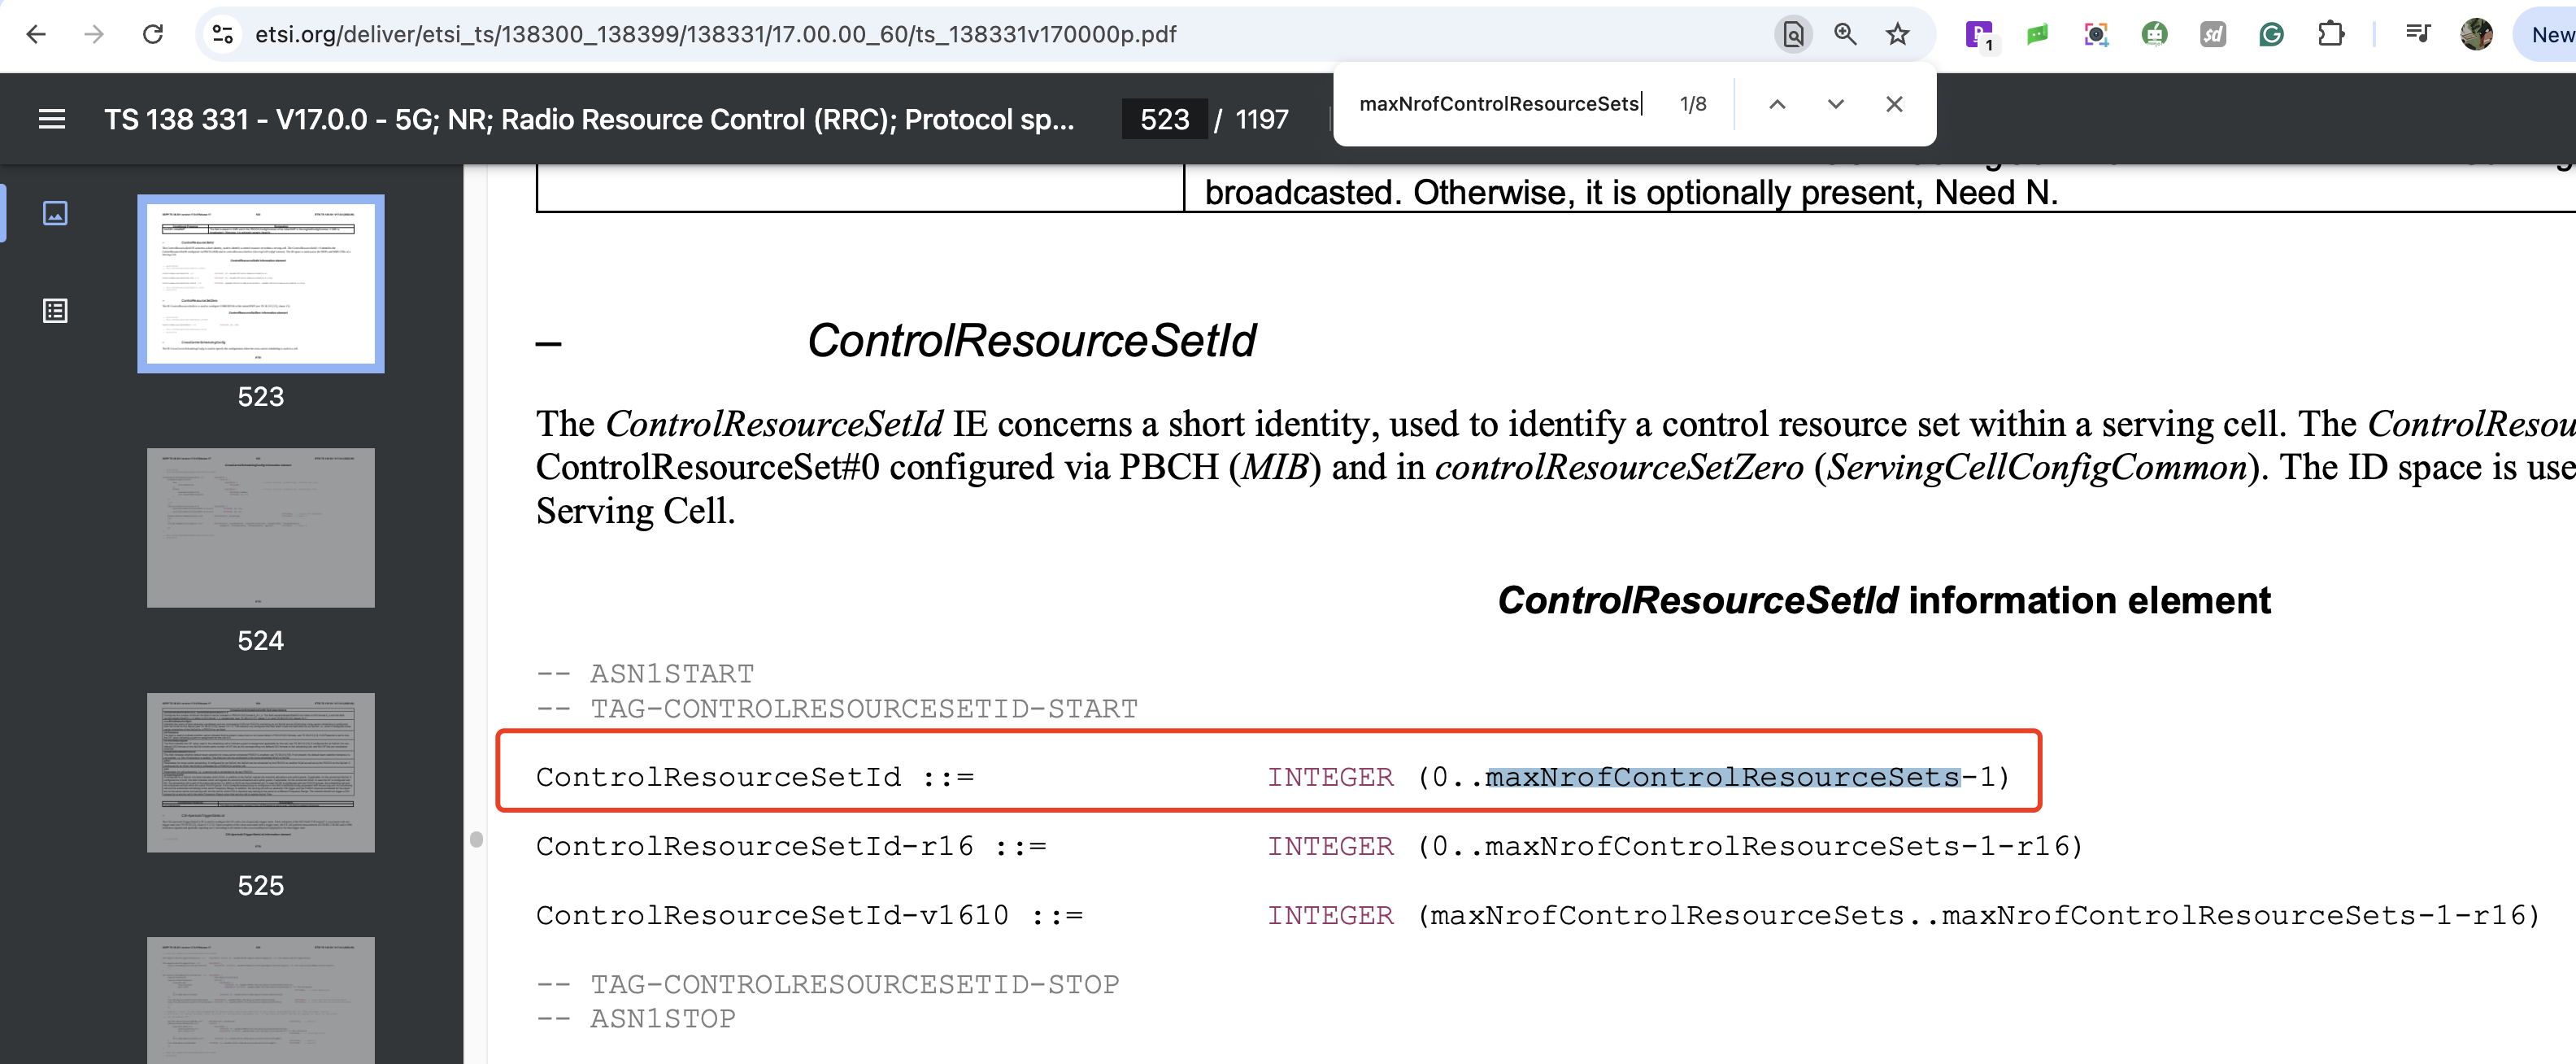 etsi.org/deliver/etsi_ts/138300_138399/138331/17.00.00_60/ts_138331v170000p.pdf
1
New
TS 138 331 - V17.0.0 - 5G; NR; Radio Resource Control (RRC); Protocol sp...
523 / 1197
maxNrofControlResourceSets
1/8
523
524
525
broadcasted. Otherwise, it is optionally present, Need N.
– ControlResourceSetId
The ControlResourceSetId IE concerns a short identity, used to identify a control resource set within a serving cell. The ControlResou
ControlResourceSet#0 configured via PBCH (MIB) and in controlResourceSetZero (ServingCellConfigCommon). The ID space is use
Serving Cell.
ControlResourceSetId information element
-- ASN1START
-- TAG-CONTROLRESOURCESETID-START
ControlResourceSetId ::= INTEGER (0..maxNrofControlResourceSets-1)
ControlResourceSetId-r16 ::= INTEGER (0..maxNrofControlResourceSets-1-r16)
ControlResourceSetId-v1610 ::= INTEGER (maxNrofControlResourceSets..maxNrofControlResourceSets-1-r16)
-- TAG-CONTROLRESOURCESETID-STOP
-- ASN1STOP